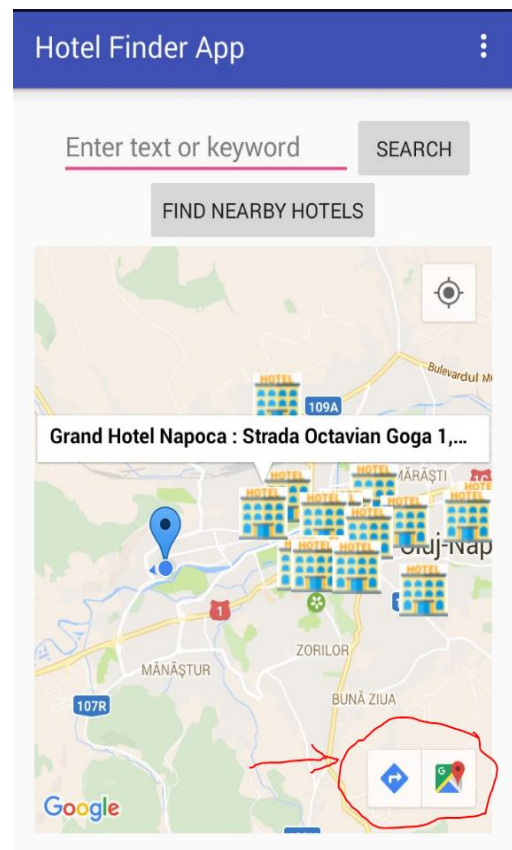 Hotel Finder App
Enter text or keyword
SEARCH
FIND NEARBY HOTELS
Bulevardul M
HOTEL
109A
Grand Hotel Napoca : Strada Octavian Goga 1,...
HOTEL
HOTEL
MĂRĂȘTI
HOTEL
HOTEL
HOTEL
HOTEL
HOTEL
HOTEL
HOTEL
HOTEL
Cluj-Nap
HOTEL
1
ZORILOR
MĂNĂȘTUR
BUNĂ ZIUA
107R
G
Google